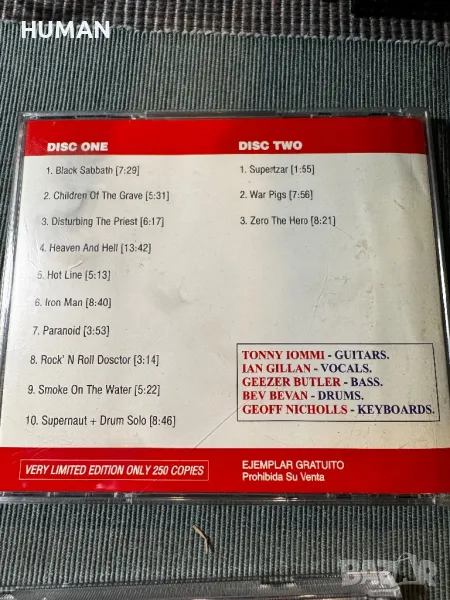 HUMAN
DISC ONE
1. Black Sabbath [7:29]
2. Children Of The Grave [5:31]
3. Disturbing The Priest [6:17]
4. Heaven And Hell [13:42]
5. Hot Line [5:13]
6. Iron Man [8:40]
7. Paranoid [3:53]
8. Rock' N Roll Dosctor [3:14]
9. Smoke On The Water [5:22]
10. Supernaut + Drum Solo [8:46]
DISC TWO
1. Supertzar [1:55]
2. War Pigs [7:56]
3. Zero The Hero [8:21]
TONNY IOMMI - GUITARS.
IAN GILLAN - VOCALS.
GEEZER BUTLER - BASS.
BEV BEVAN - DRUMS.
GEOFF NICHOLLS - KEYBOARDS.
VERY LIMITED EDITION ONLY 250 COPIES
EJEMPLAR GRATUITO
Prohibida Su Venta
BAZAR